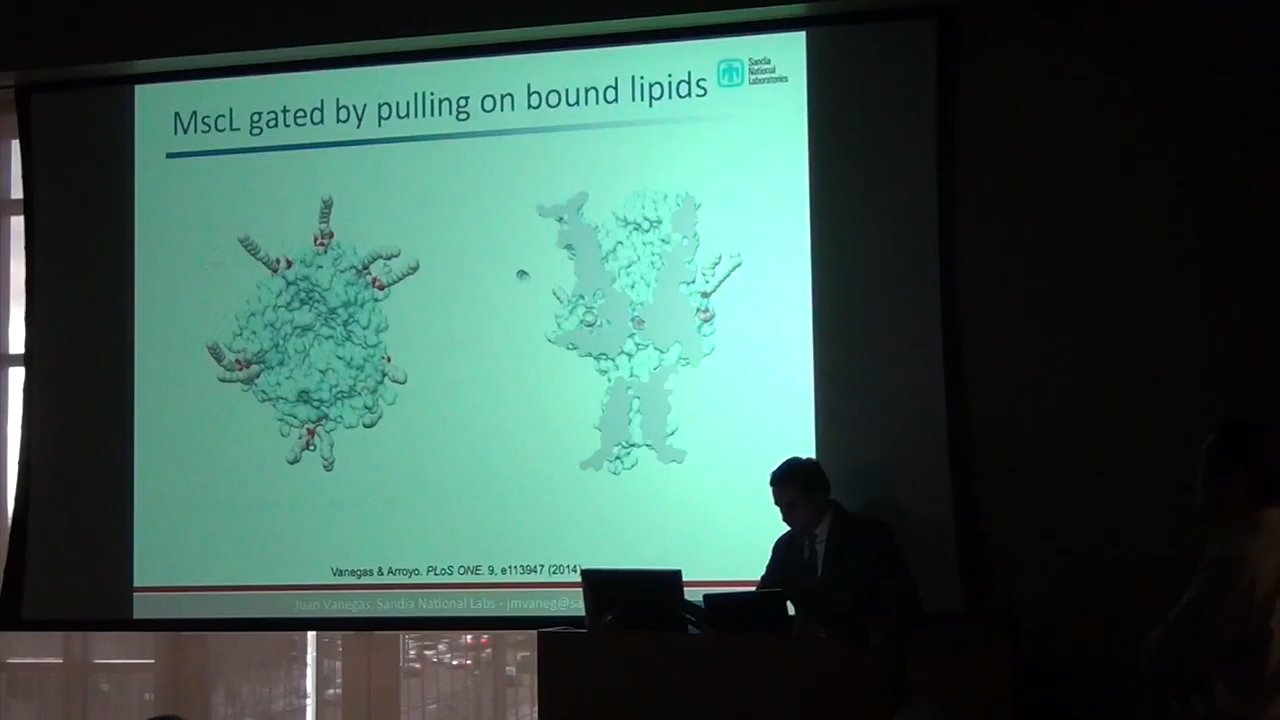 MscL gated by pulling on bound lipids
Sandia
National
Laboratories
Vanegas & Arroyo. PLoS ONE. 9, e113947 (2014)
Juan Vanegas, Sandia National Labs - jmvaneg@sa